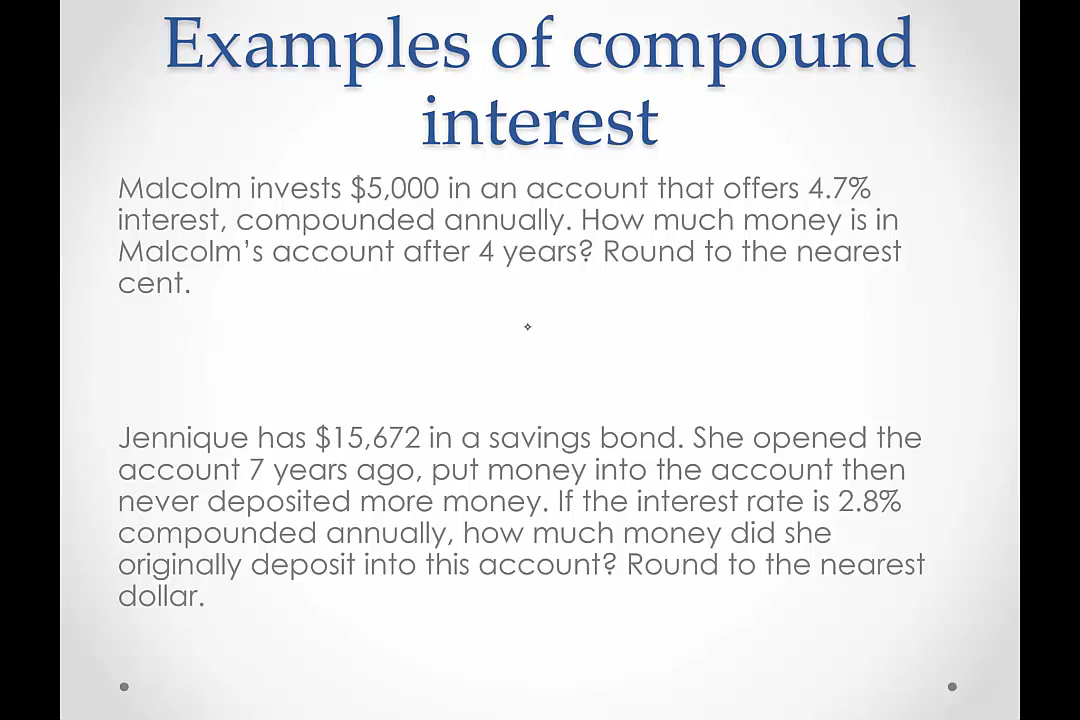 Examples of compound
interest
Malcolm invests $5,000 in an account that offers 4.7%
interest, compounded annually. How much money is in
Malcolm’s account after 4 years? Round to the nearest
cent.
Jennique has $15,672 in a savings bond. She opened the
account 7 years ago, put money into the account then
never deposited more money. If the interest rate is 2.8%
compounded annually, how much money did she
originally deposit into this account? Round to the nearest
dollar.